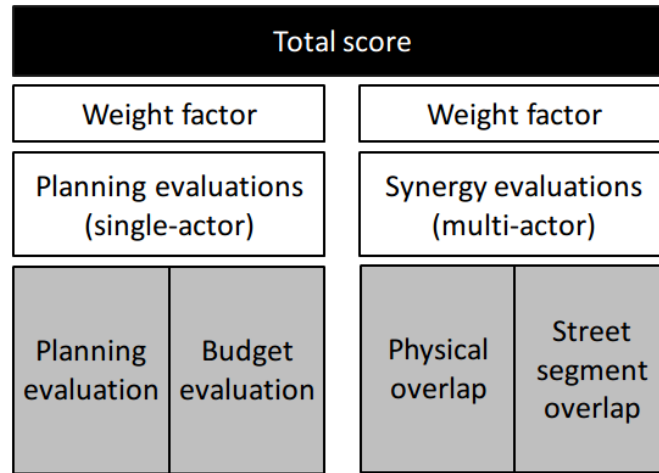 Total score
Weight factor
Weight factor
Planning evaluations
(single-actor)
Synergy evaluations
(multi-actor)
Planning
evaluation
Budget
evaluation
Physical
overlap
Street
segment
overlap